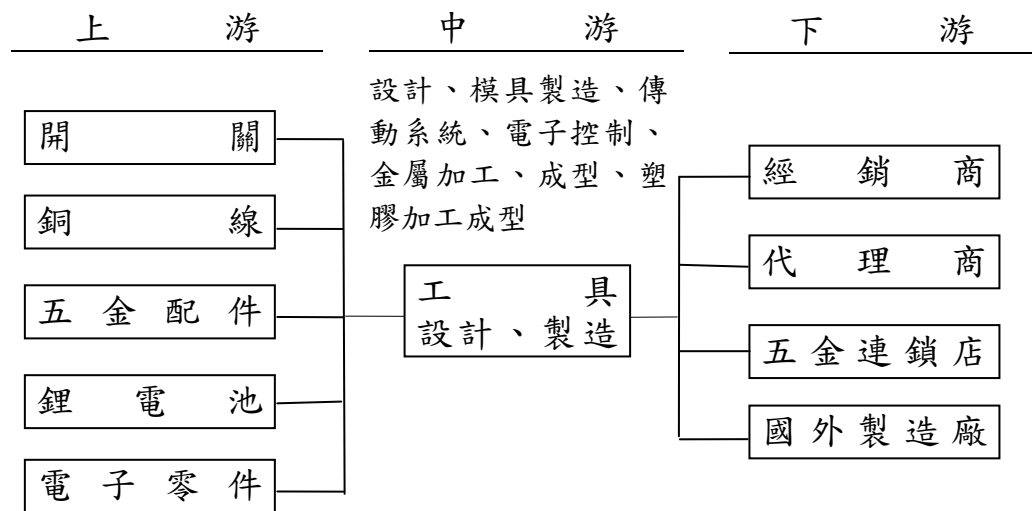 上游
中游
下游
設計、模具製造、傳
動系統、電子控制、
金屬加工、成型、塑
膠加工成型
開關
銅線
五金配件
鋰電池
電子零件
工具
設計、製造
經銷商
代理商
五金連鎖店
國外製造廠